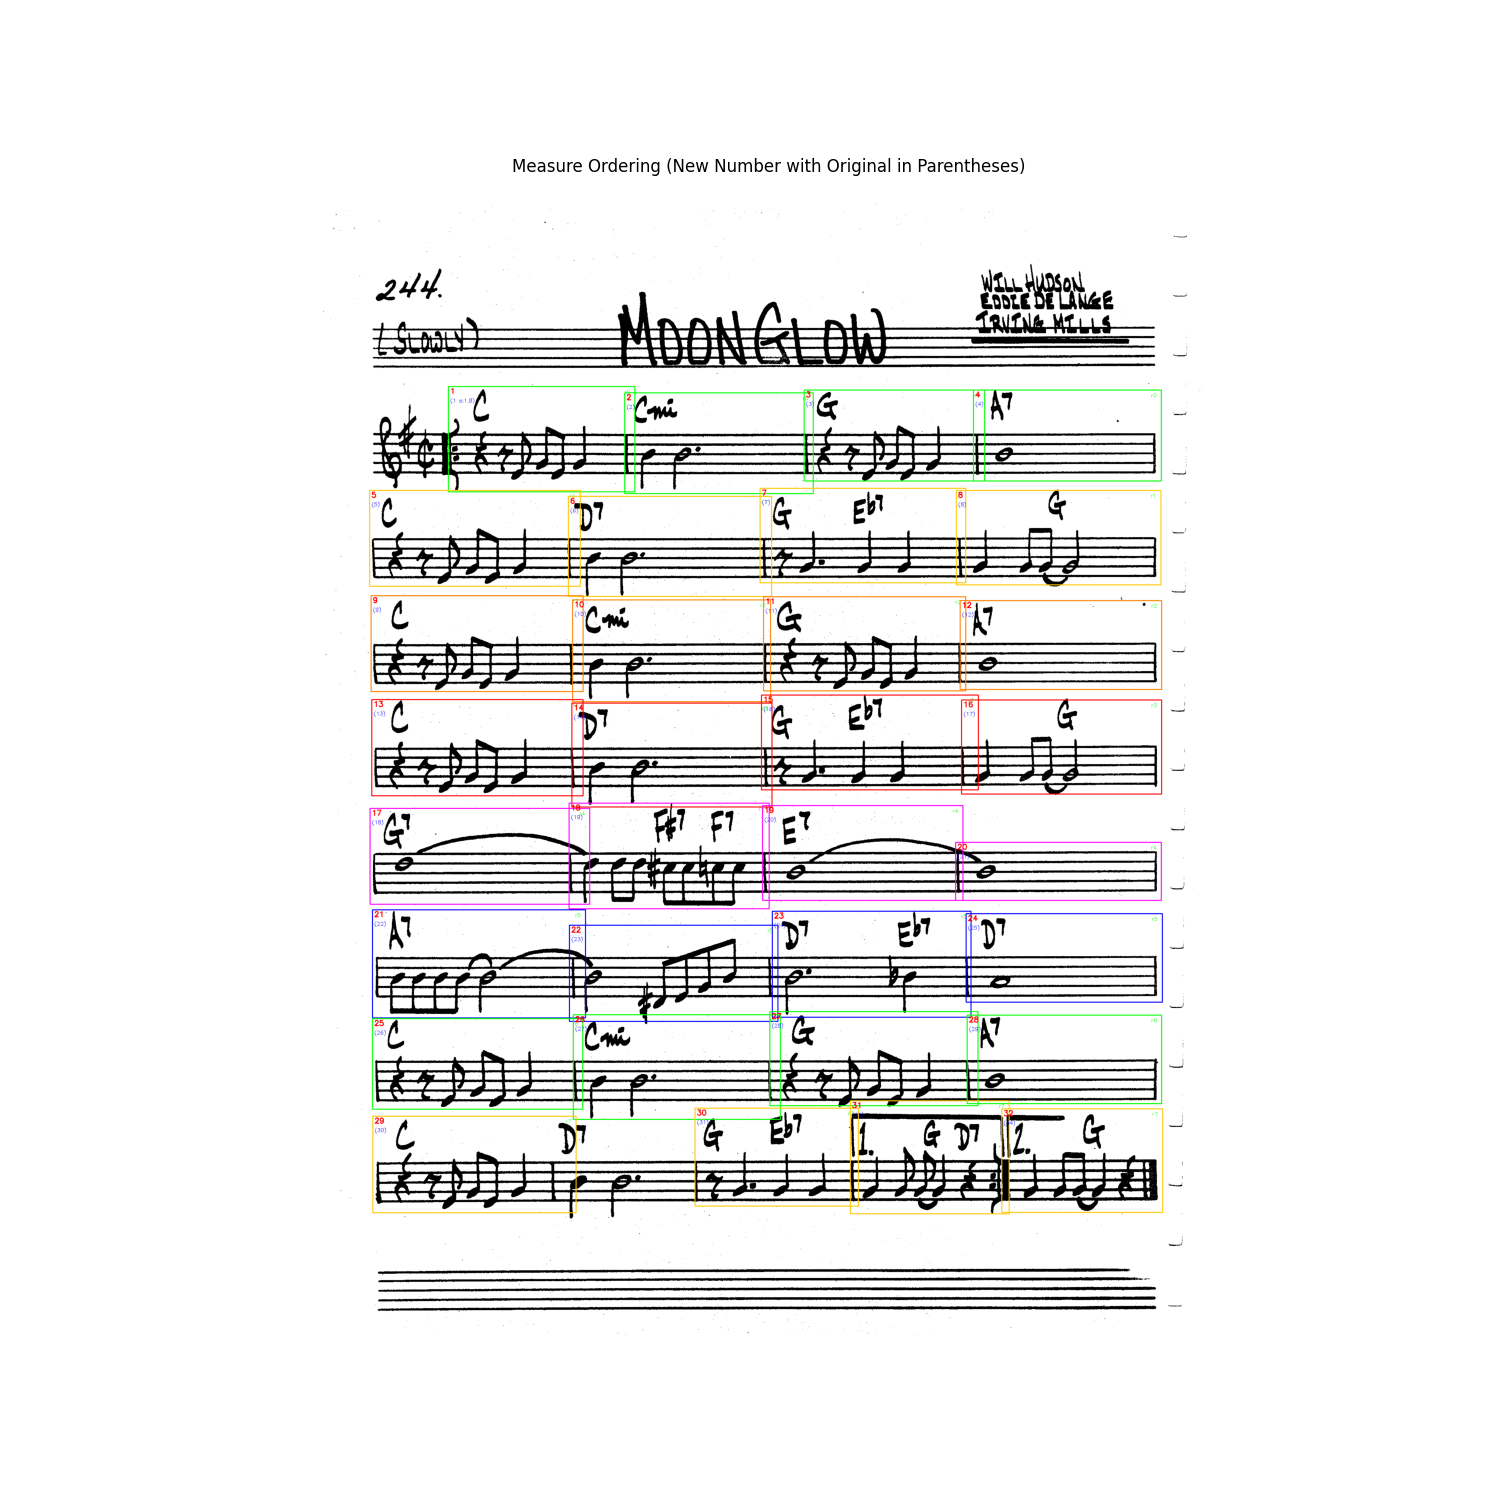 Measure Ordering (New Number with Original in Parentheses)
244.
WILL HUDSON
EDDIE DE LANGE
IRVING MILLS
(SLOWLY)
MOONGLOW
1 2 3 4
C Cmi G A7
5 6 7 8
C D7 G Eb7 G
9 10 11 12
C Cmi G A7
13 14 15 16
C D7 G Eb7 G
17 18 19 20
G7 F#7 F7 E7
21 22 23 24
A7 D7 Eb7 D7
25 26 27 28
C Cmi G A7
29 30 31 32
C D7 G Eb7 1. G D7 2. G